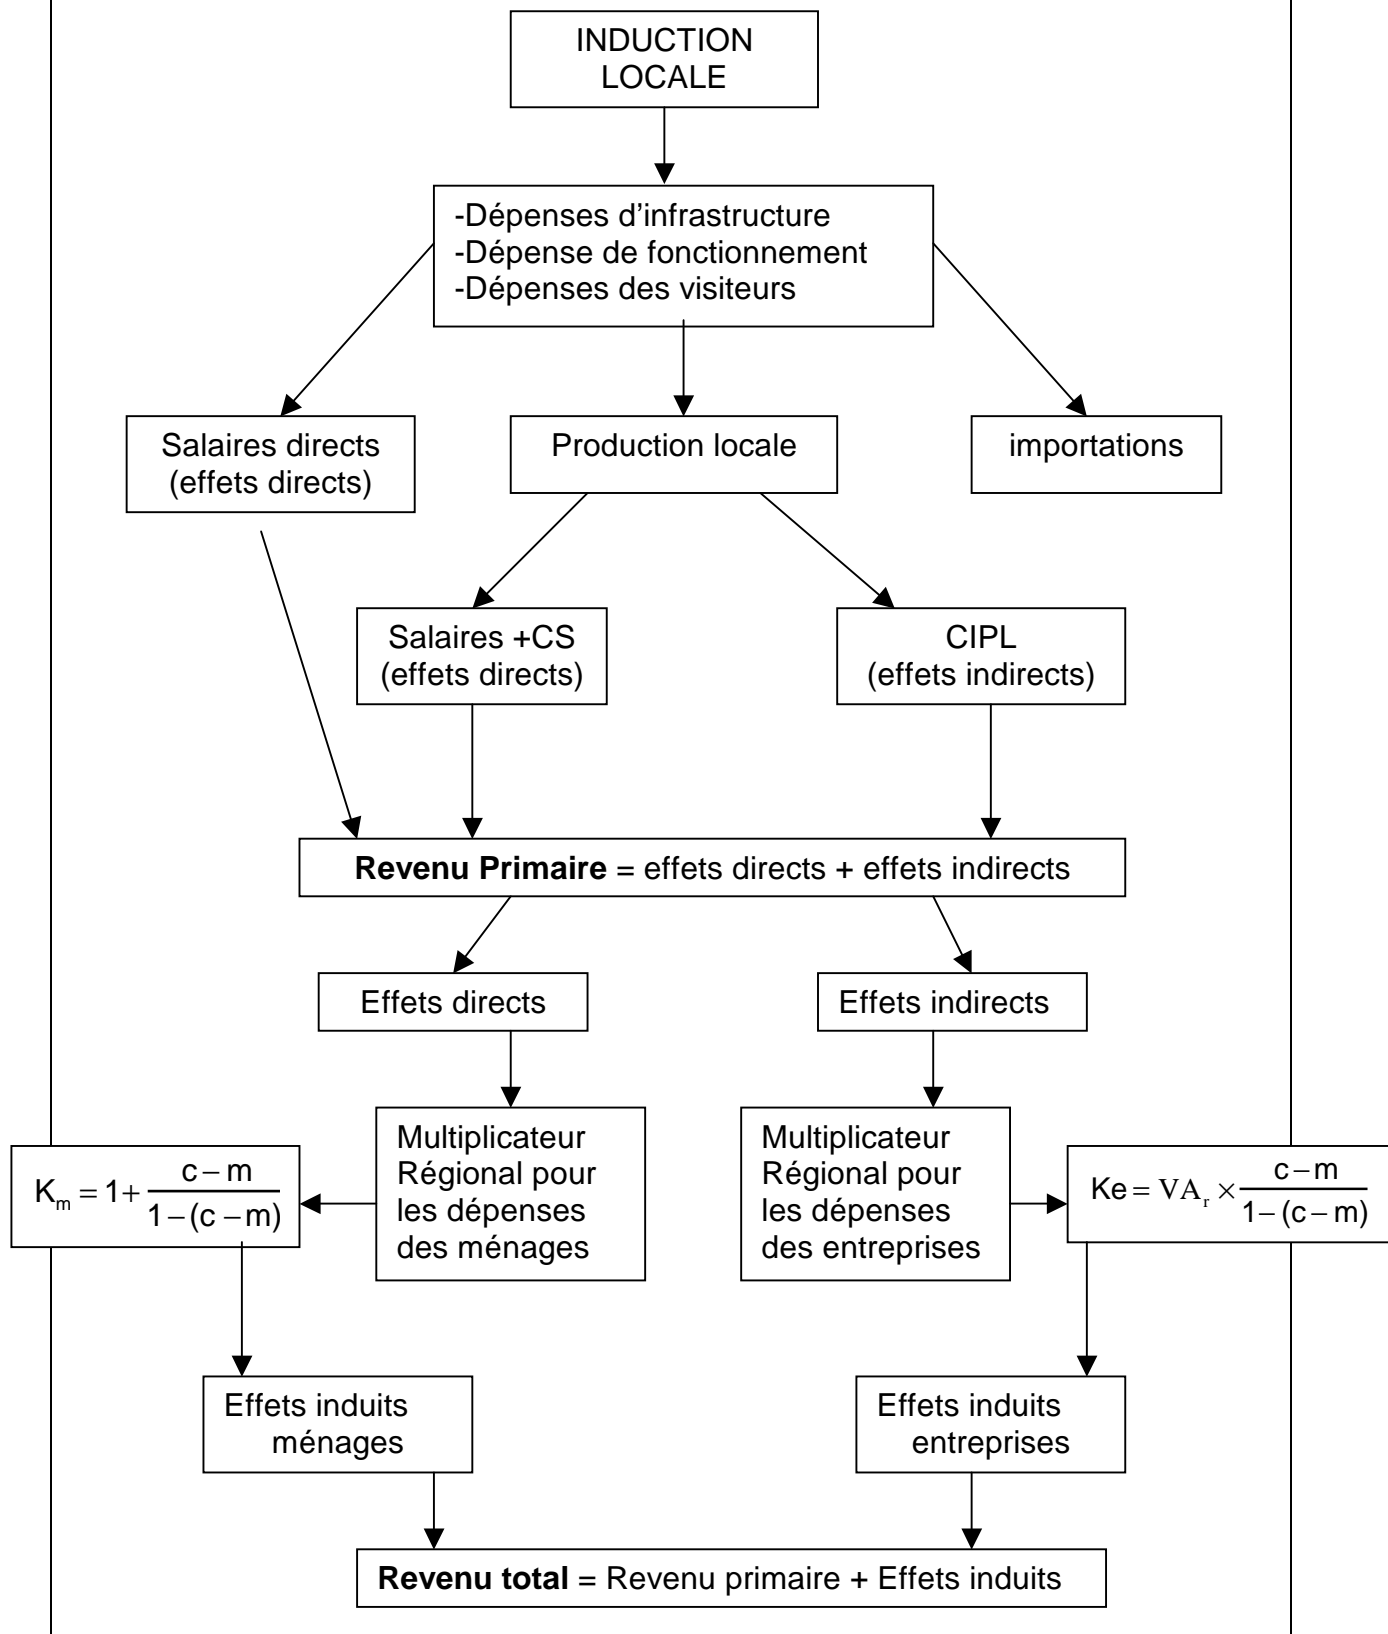 INDUCTION
LOCALE
-Dépenses d’infrastructure
-Dépense de fonctionnement
-Dépenses des visiteurs
Salaires directs
(effets directs)
Production locale
importations
Salaires +CS
(effets directs)
CIPL
(effets indirects)
Revenu Primaire = effets directs + effets indirects
Effets directs
Effets indirects
K_m = 1+ \frac{c-m}{1-(c-m)}
Multiplicateur
Régional pour
les dépenses
des ménages
Multiplicateur
Régional pour
les dépenses
des entreprises
Ke = VA_r × \frac{c-m}{1-(c-m)}
Effets induits
ménages
Effets induits
entreprises
Revenu total = Revenu primaire + Effets induits